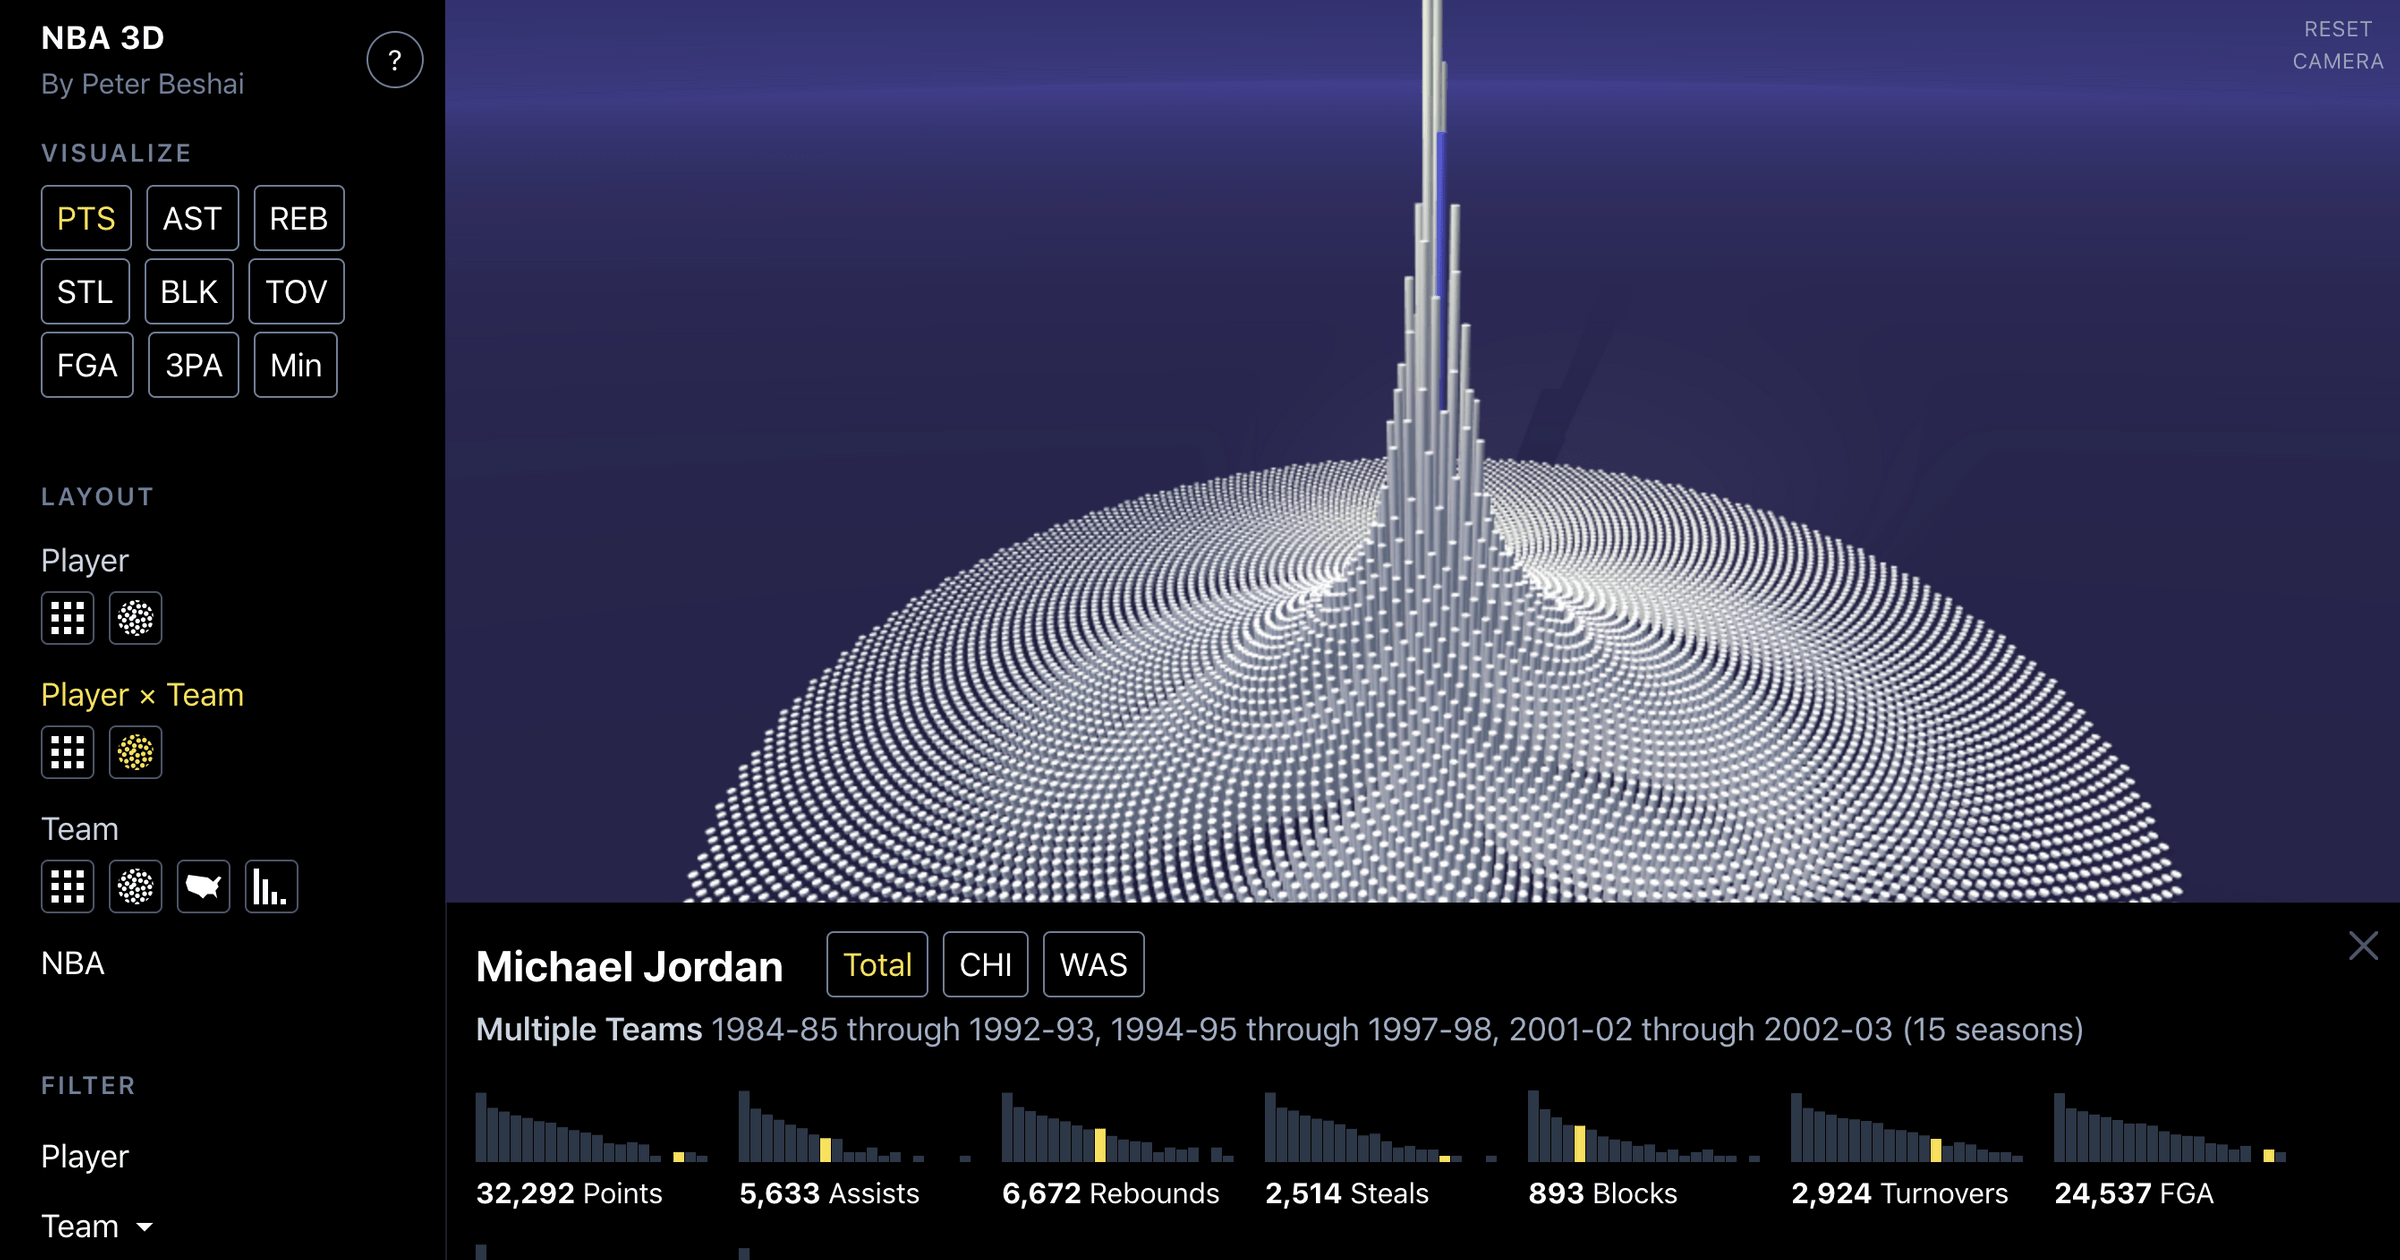 NBA 3D
By Peter Beshai
?
VISUALIZE
PTS AST REB
STL BLK TOV
FGA 3PA Min
LAYOUT
Player
Player × Team
Team
NBA
FILTER
Player
Team
RESET
CAMERA
Michael Jordan Total CHI WAS
Multiple Teams 1984-85 through 1992-93, 1994-95 through 1997-98, 2001-02 through 2002-03 (15 seasons)
32,292 Points 5,633 Assists 6,672 Rebounds 2,514 Steals 893 Blocks 2,924 Turnovers 24,537 FGA